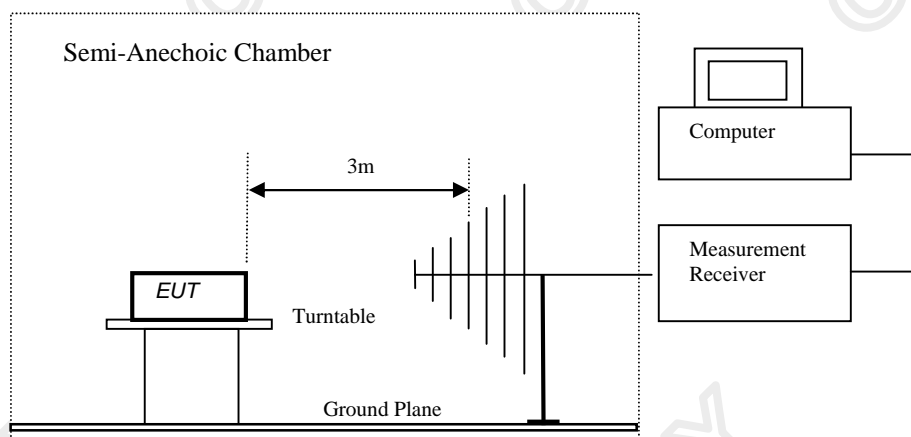 Semi-Anechoic Chamber
Computer
3m
Measurement
Receiver
EUT
Turntable
Ground Plane